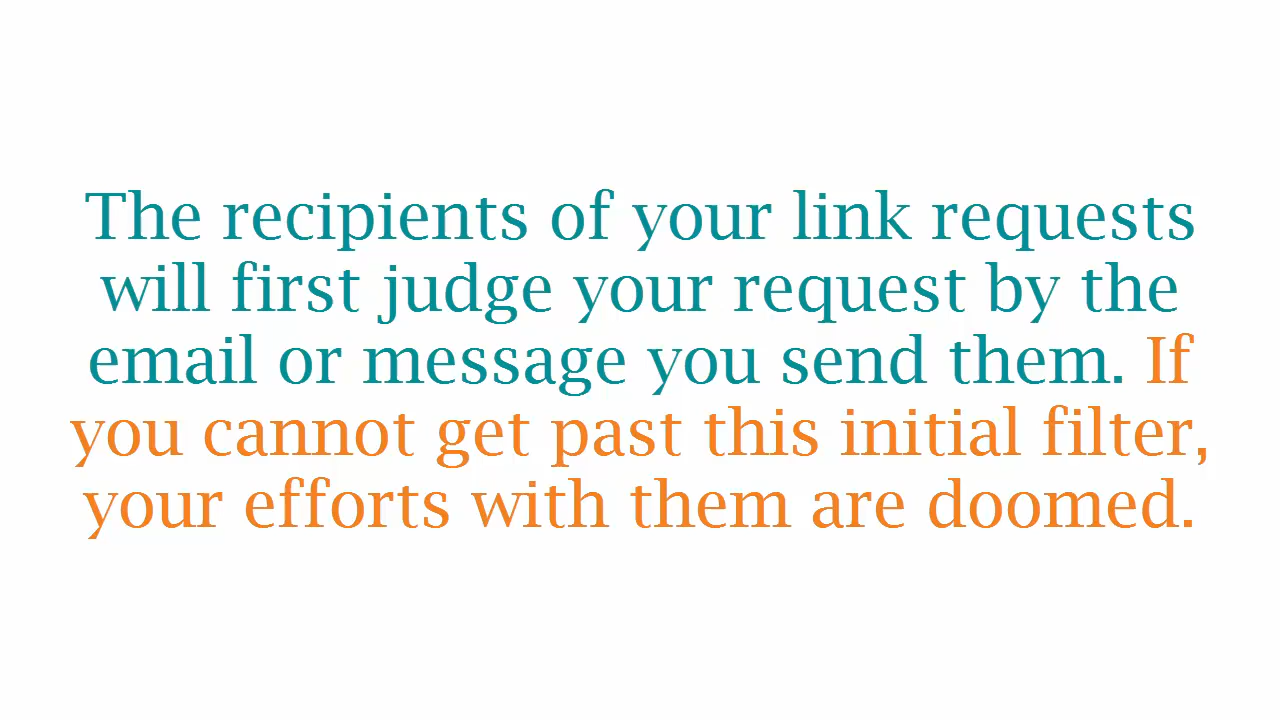 The recipients of your link requests
will first judge your request by the
email or message you send them. If
you cannot get past this initial filter,
your efforts with them are doomed.